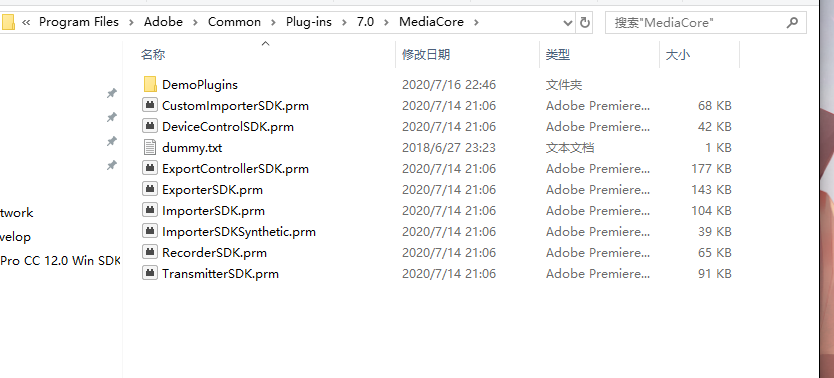 « Program Files › Adobe › Common › Plug-ins › 7.0 › MediaCore ›
搜索"MediaCore"
名称 修改日期 类型 大小
DemoPlugins 2020/7/16 22:46 文件夹
CustomImporterSDK.prm 2020/7/14 21:06 Adobe Premiere... 68 KB
DeviceControlSDK.prm 2020/7/14 21:06 Adobe Premiere... 42 KB
dummy.txt 2018/6/27 23:23 文本文档 1 KB
ExportControllerSDK.prm 2020/7/14 21:06 Adobe Premiere... 177 KB
ExporterSDK.prm 2020/7/14 21:06 Adobe Premiere... 143 KB
ImporterSDK.prm 2020/7/14 21:06 Adobe Premiere... 104 KB
ImporterSDKSynthetic.prm 2020/7/14 21:06 Adobe Premiere... 39 KB
RecorderSDK.prm 2020/7/14 21:06 Adobe Premiere... 65 KB
TransmitterSDK.prm 2020/7/14 21:06 Adobe Premiere... 91 KB
twork
velop
Pro CC 12.0 Win SDK